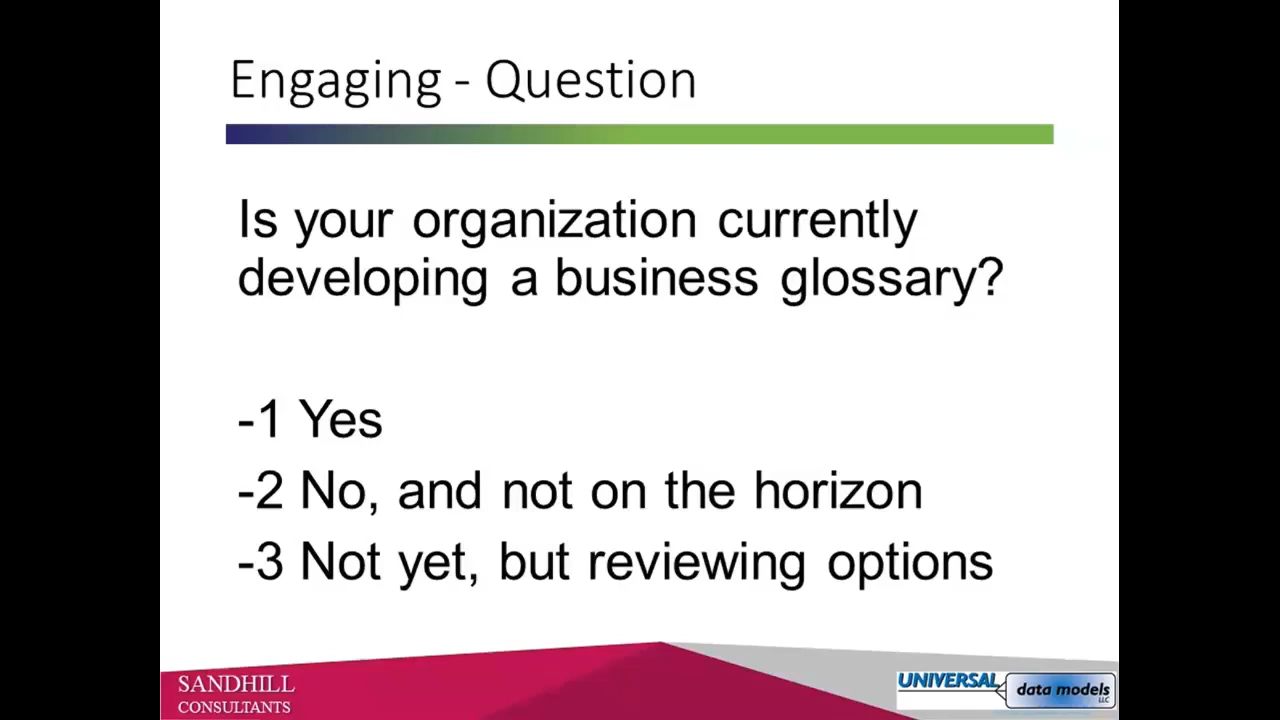 Engaging - Question
Is your organization currently
developing a business glossary?
-1 Yes
-2 No, and not on the horizon
-3 Not yet, but reviewing options
SANDHILL
CONSULTANTS
UNIVERSAL
data models
LLC